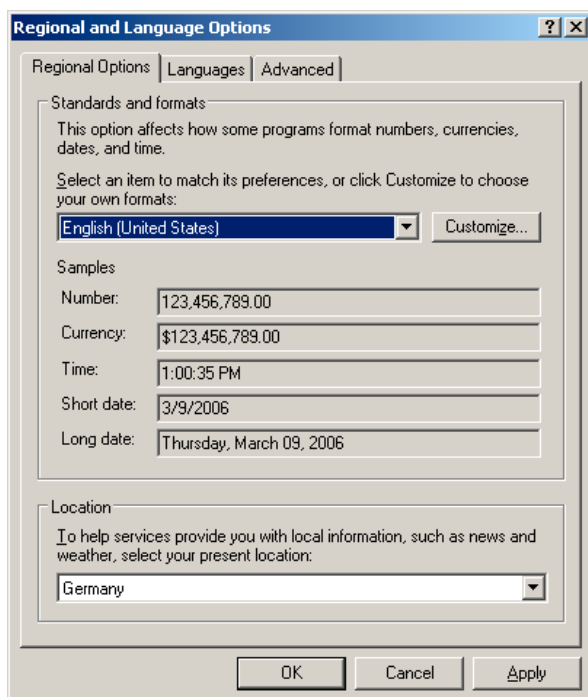 Regional and Language Options
Regional Options Languages Advanced
Standards and formats
This option affects how some programs format numbers, currencies,
dates, and time.
Select an item to match its preferences, or click Customize to choose
your own formats:
English (United States) Customize...
Samples
Number: 123,456,789.00
Currency: $123,456,789.00
Time: 1:00:35 PM
Short date: 3/9/2006
Long date: Thursday, March 09, 2006
Location
To help services provide you with local information, such as news and
weather, select your present location:
Germany
OK Cancel Apply